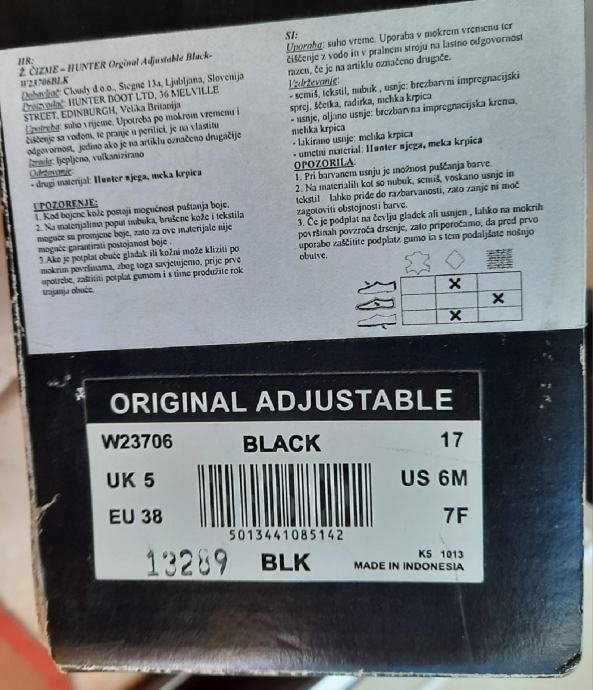 HR:
Ž. ČIZME – HUNTER Orginal Adjustable Black-
W23706BLK
Dobavljač: Cloudy d.o.o., Stegne 13a, Ljubljana, Slovenija
Proizvođač: HUNTER BOOT LTD, 36 MELVILLE
STREET, EDINBURGH, Velika Britanija
Upotreba: suho vrijeme. Upotreba po mokrom vremenu i
čišćenje sa vodom, te pranje u perilici, je na vlastitu
odgovornost, jedino ako je na artiklu označeno drugačije
Izrada: ljepljeno, vulkanizirano
Održavanje:
- drugi materijal: Hunter njega, meka krpica
UPOZORENJE:
1. Kod bojene kože postoji mogućnost puštanja boje.
2. Na materijalima poput nubuka, brušene kože i tekstila
moguće su promjene boje, zato za ove materijale nije
moguće garantirati postojanost boje .
3.Ako je potplat obuće gladak ili kožni može kliziti po
mokrim površinama, zbog toga savjetujemo, prije prve
upotrebe, zaštititi potplat gumom i s time produžite rok
trajanja obuće.
SI:
Uporaba: suho vreme. Uporaba v mokrem vremenu ter
čiščenje z vodo in v pralnem stroju na lastno odgovornost
razen, če je na artiklu označeno drugače.
Vzdrževanje:
- semiš, tekstil, nubuk , usnje: brezbarvni impregnacijski
sprej, ščetka, radirka, mehka krpica
- usnje, oljano usnje: brezbarvna impregnacijska krema,
mehka krpica
- lakirano usnje: mehka krpica
- umetni material: Hunter njega, meka krpica
OPOZORILA:
1. Pri barvanem usnju je možnost puščanja barve.
2. Na materialih kot so nubuk, semiš, voskano usnje in
tekstil lahko pride do razbarvanosti, zato zanje ni moč
zagotoviti obstojnosti barve.
3. Če je podplat na čevlju gladek ali usnjen , lahko na mokrih
površinah povzroča drsenje, zato priporočamo, da pred prvo
uporabo zaščitite podplatz gumo in s tem podaljšate nošnjo
obutve.
ORIGINAL ADJUSTABLE
W23706 BLACK 17
UK 5 US 6M
EU 38 7F
5013441085142
13289 BLK K5 1013
MADE IN INDONESIA